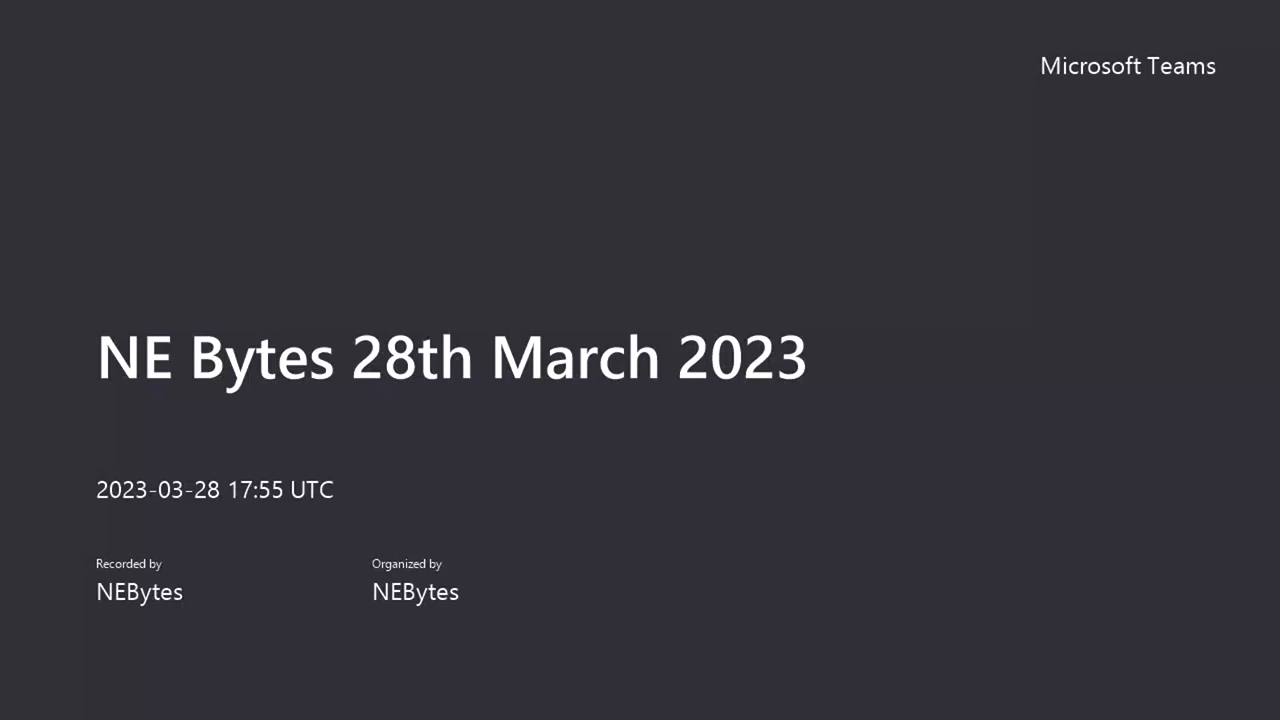 Microsoft Teams
NE Bytes 28th March 2023
2023-03-28 17:55 UTC
Recorded by
NEBytes
Organized by
NEBytes